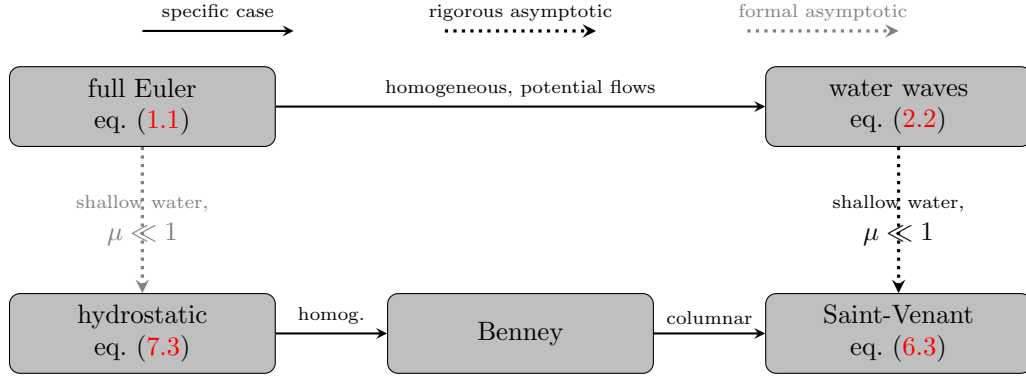 specific case
rigorous asymptotic
formal asymptotic
full Euler
eq. (1.1)
homogeneous, potential flows
water waves
eq. (2.2)
shallow water,
μ ≪ 1
shallow water,
μ ≪ 1
hydrostatic
eq. (7.3)
homog.
Benney
columnar
Saint-Venant
eq. (6.3)